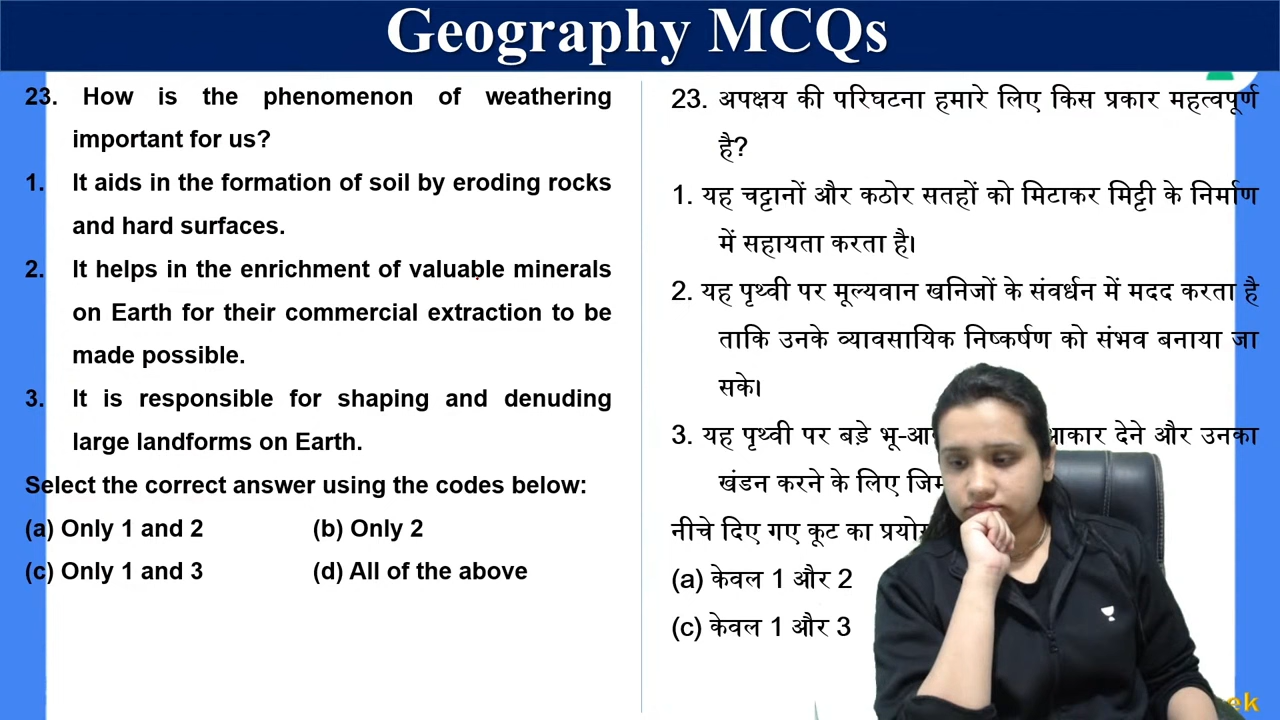 Geography MCQs
23. How is the phenomenon of weathering
important for us?
1. It aids in the formation of soil by eroding rocks
and hard surfaces.
2. It helps in the enrichment of valuable minerals
on Earth for their commercial extraction to be
made possible.
3. It is responsible for shaping and denuding
large landforms on Earth.
Select the correct answer using the codes below:
(a) Only 1 and 2 (b) Only 2
(c) Only 1 and 3 (d) All of the above
23. अपक्षय की परिघटना हमारे लिए किस प्रकार महत्वपूर्ण
है?
1. यह चट्टानों और कठोर सतहों को मिटाकर मिट्टी के निर्माण
में सहायता करता है।
2. यह पृथ्वी पर मूल्यवान खनिजों के संवर्धन में मदद करता है
ताकि उनके व्यावसायिक निष्कर्षण को संभव बनाया जा
सके।
3. यह पृथ्वी पर बड़े आकार देने और उनका
खंडन करने के लिए
नीचे दिए गए कूट का
(a) केवल 1 और 2
(c) केवल 1 और 3